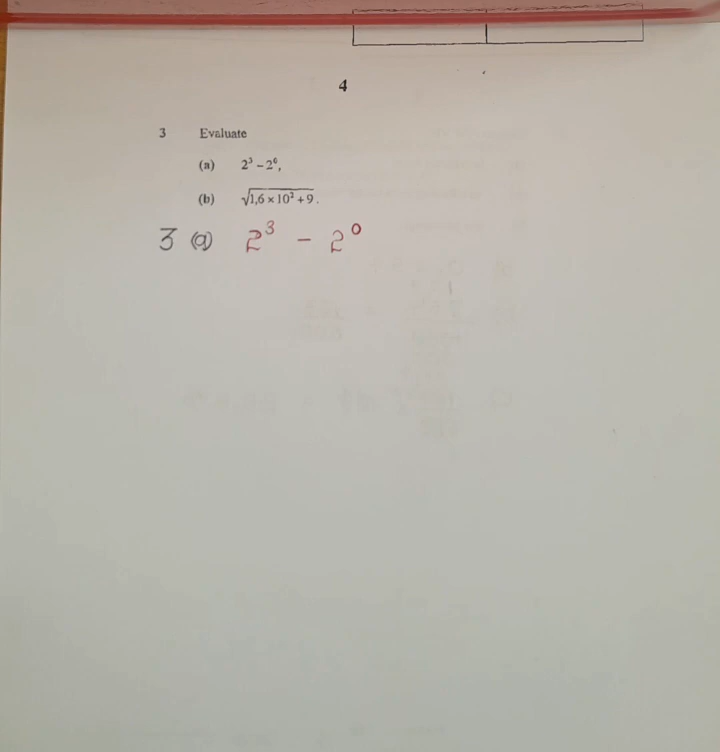 4
3 Evaluate
(a) 2³ – 2⁰,
(b) √1,6 × 10² + 9 .
3 (a) 2³ – 2⁰